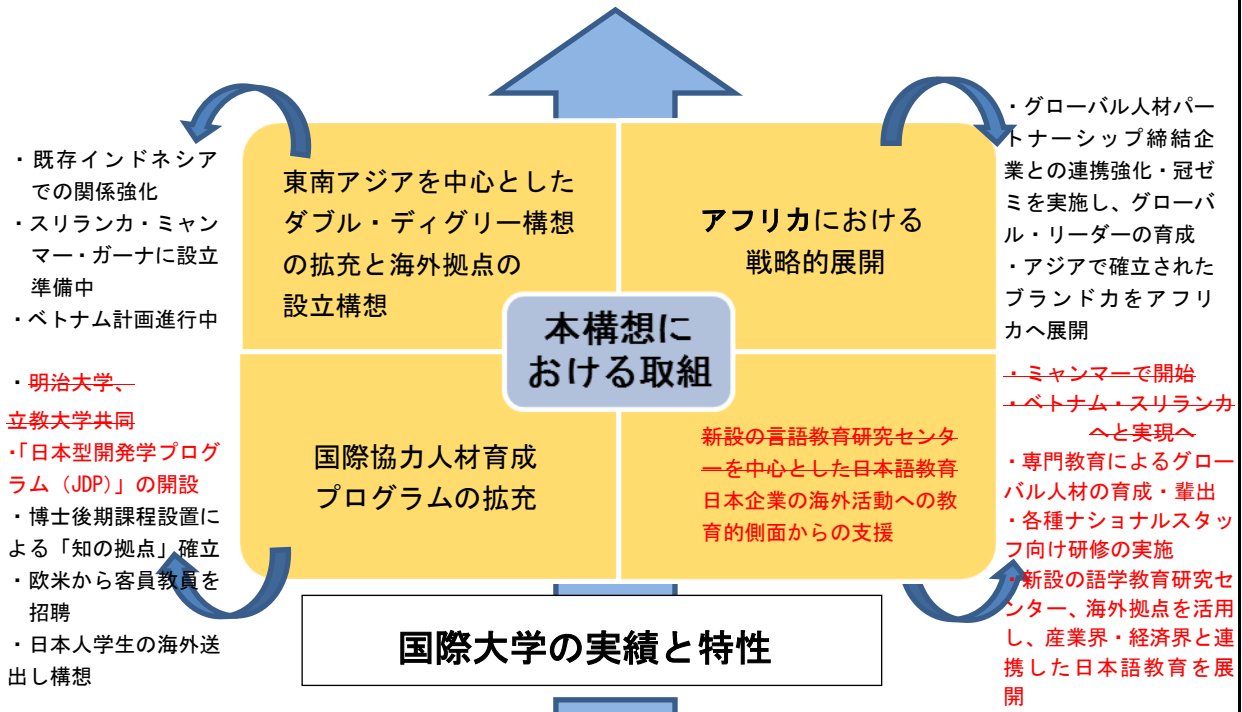 ・既存インドネシア
での関係強化
・スリランカ・ミャン
マー・ガーナに設立
準備中
・ベトナム計画進行中
・明治大学、
立教大学共同
・「日本型開発学プログ
ラム（JDP）」の開設
・博士後期課程設置に
よる「知の拠点」確立
・欧米から客員教員を
招聘
・日本人学生の海外送
出し構想
東南アジアを中心とした
ダブル・ディグリー構想
の拡充と海外拠点の
設立構想
アフリカにおける
戦略的展開
本構想に
おける取組
国際協力人材育成
プログラムの拡充
新設の言語教育研究センタ
ーを中心とした日本語教育
日本企業の海外活動への教
育的側面からの支援
国際大学の実績と特性
・グローバル人材パー
トナーシップ締結企
業との連携強化・冠ゼ
ミを実施し、グローバ
ル・リーダーの育成
・アジアで確立された
ブランド力をアフリ
カへ展開
・ミャンマーで開始
・ベトナム・スリランカ
へと実現へ
・専門教育によるグロー
バル人材の育成・輩出
・各種ナショナルスタッ
フ向け研修の実施
・新設の語学教育研究セ
ンター、海外拠点を活用
し、産業界・経済界と連
携した日本語教育を展
開